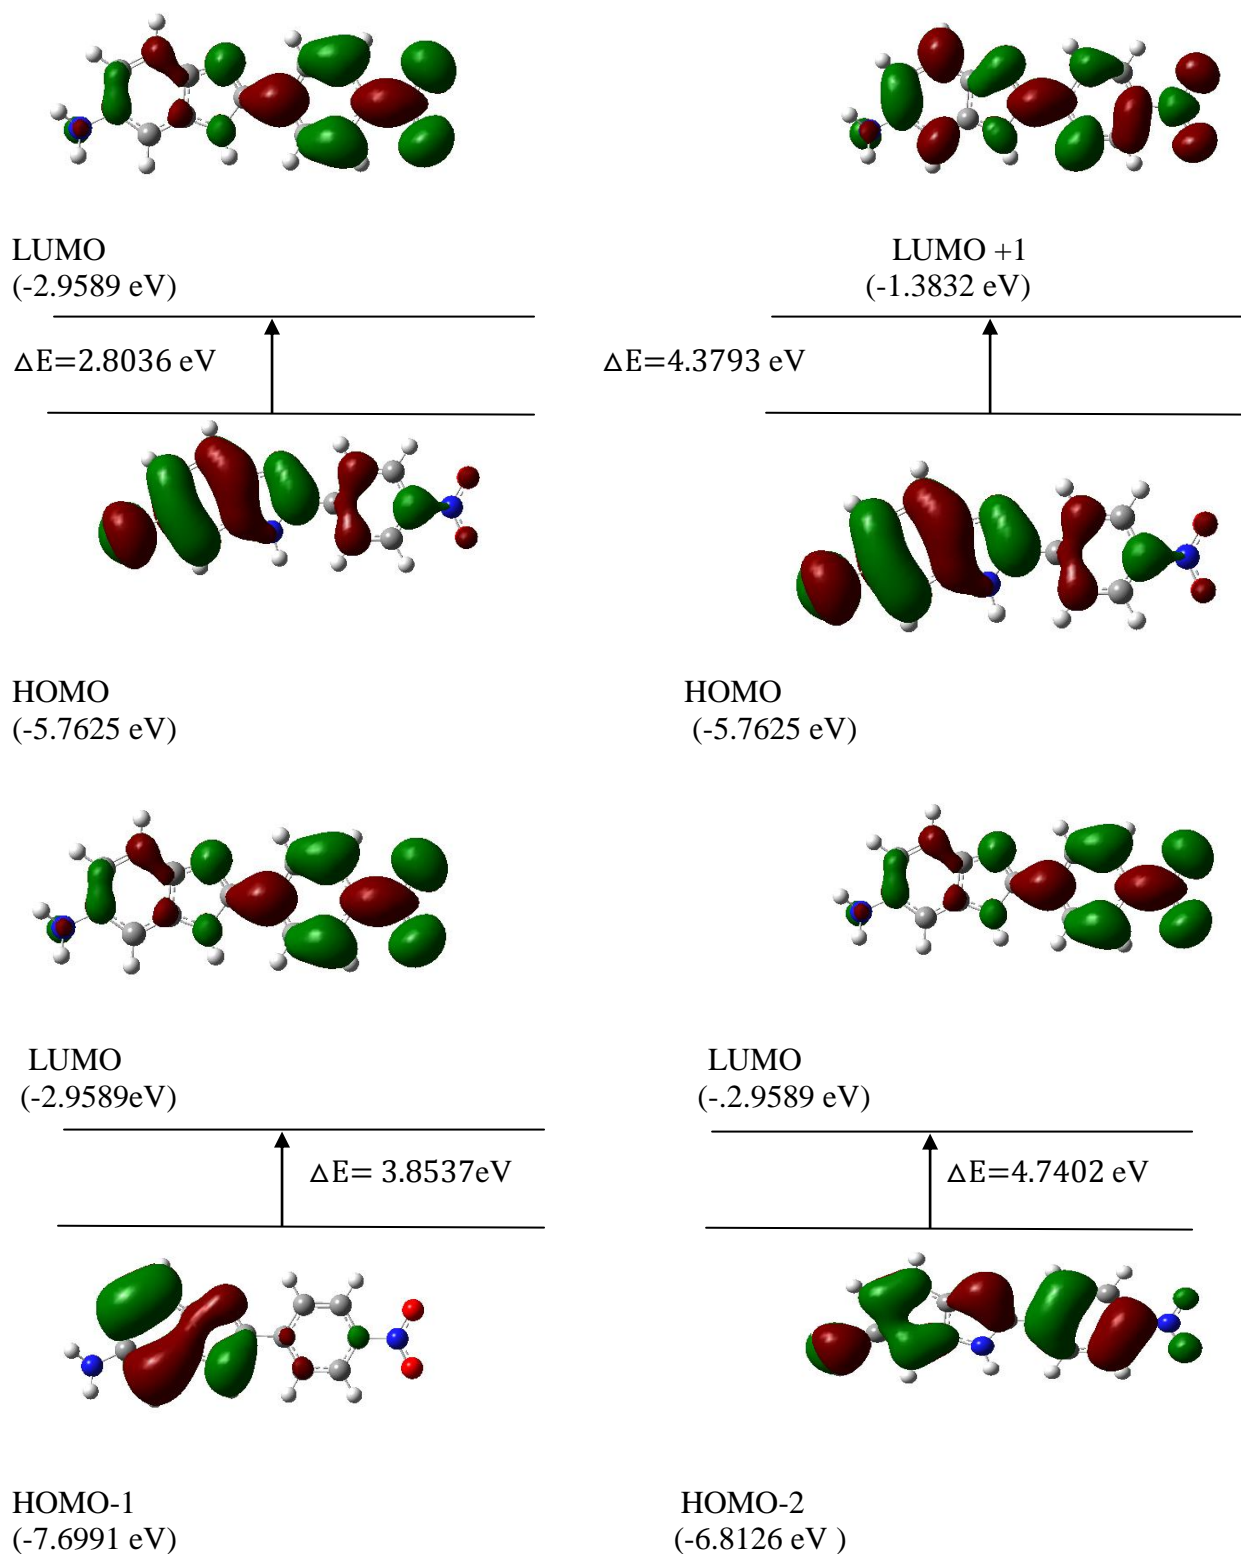 LUMO
(-2.9589 eV)
LUMO +1
(-1.3832 eV)
△E=2.8036 eV
△E=4.3793 eV
HOMO
(-5.7625 eV)
HOMO
(-5.7625 eV)
LUMO
(-2.9589eV)
LUMO
(-.2.9589 eV)
△E= 3.8537eV
△E=4.7402 eV
HOMO-1
(-7.6991 eV)
HOMO-2
(-6.8126 eV )